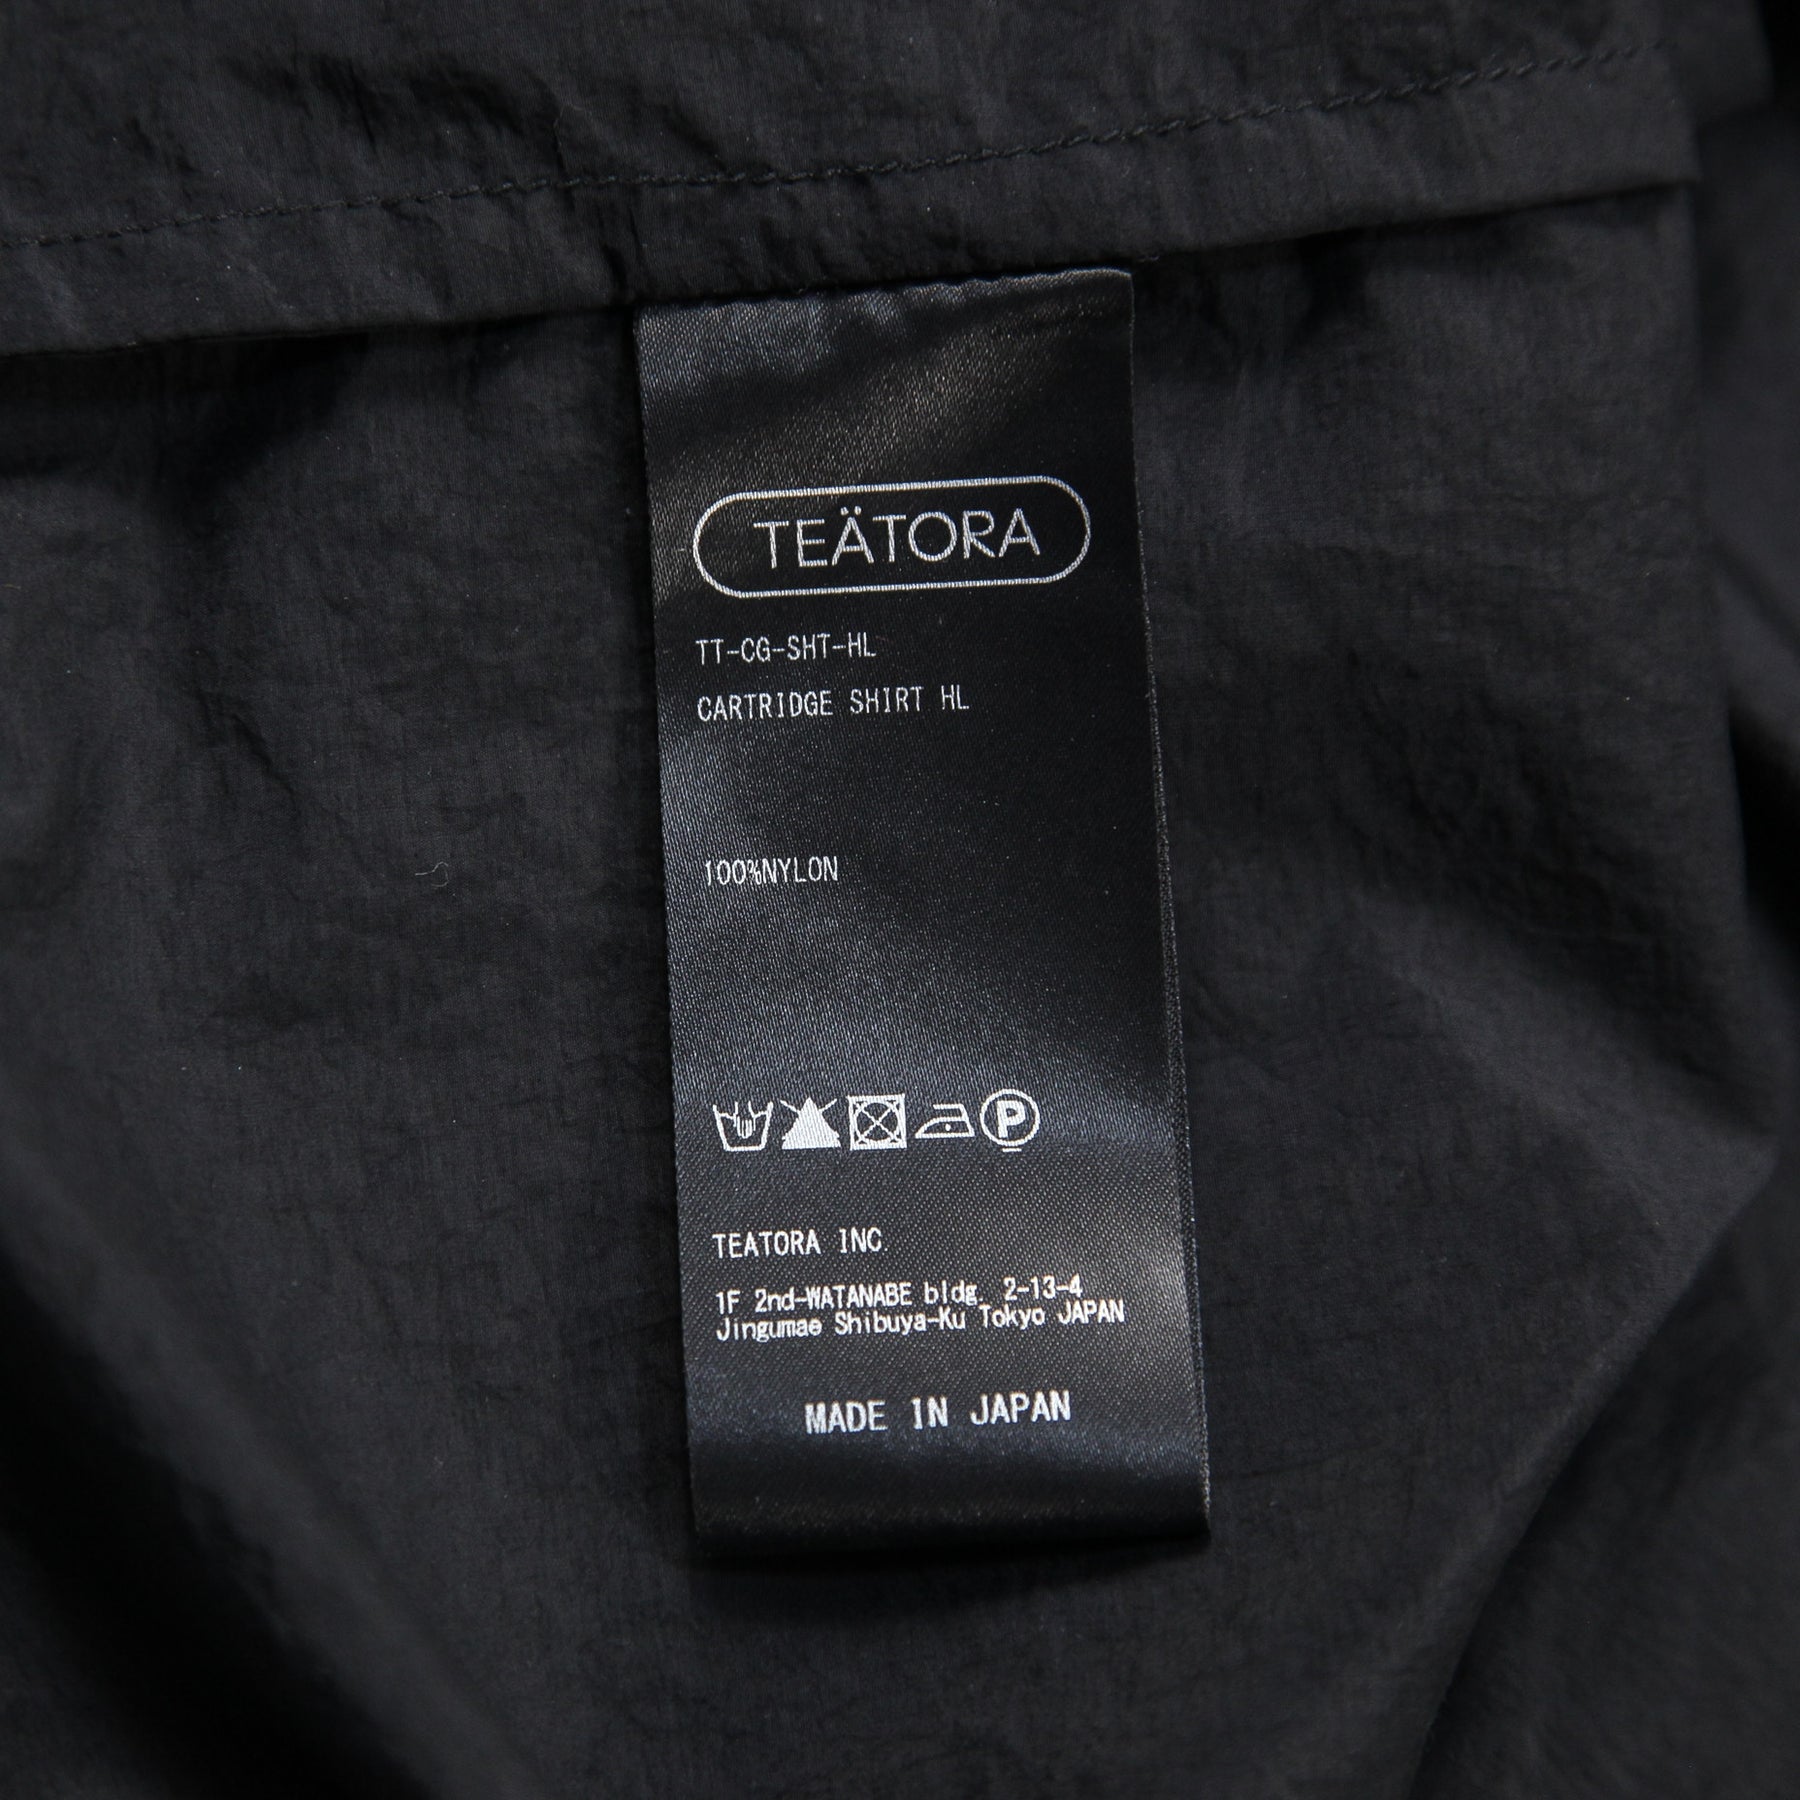 TEÄTORA
TT-CG-SHT-HL
CARTRIDGE SHIRT HL
100%NYLON
P
TEATORA INC.
1F 2nd-WATANABE bldg. 2-13-4
Jingumae Shibuya-Ku Tokyo JAPAN
MADE IN JAPAN